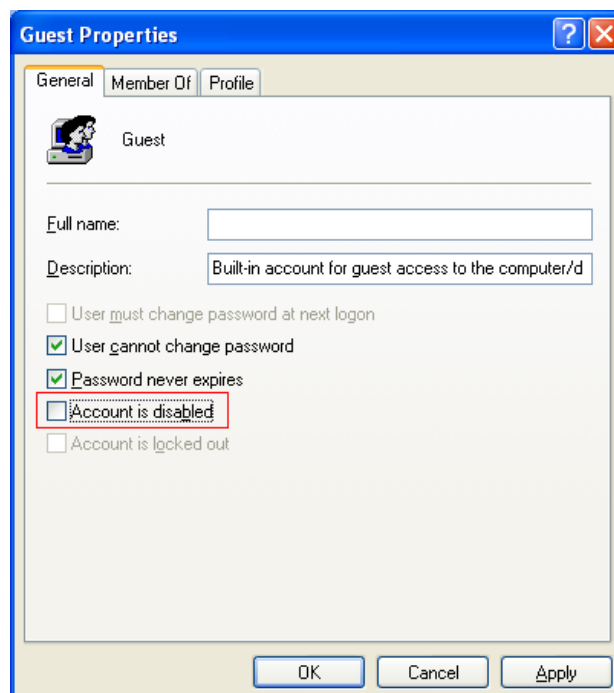 Guest Properties
General Member Of Profile
Guest
Full name:
Description: Built-in account for guest access to the computer/d
User must change password at next logon
User cannot change password
Password never expires
Account is disabled
Account is locked out
OK Cancel Apply